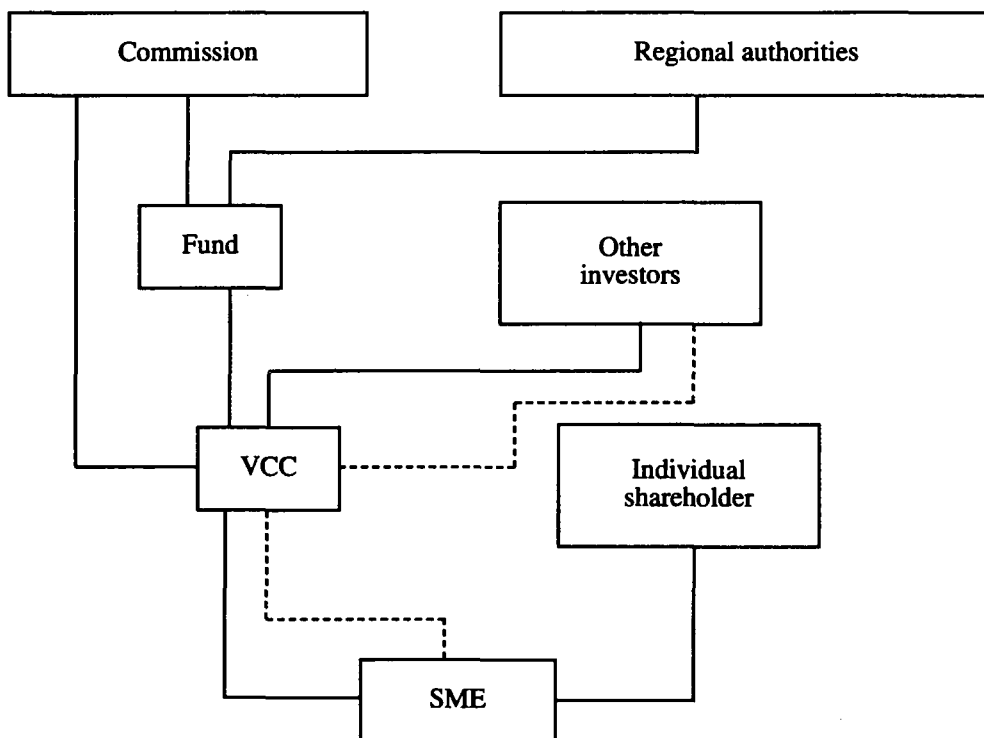 Commission
Regional authorities
Fund
Other
investors
VCC
Individual
shareholder
SME